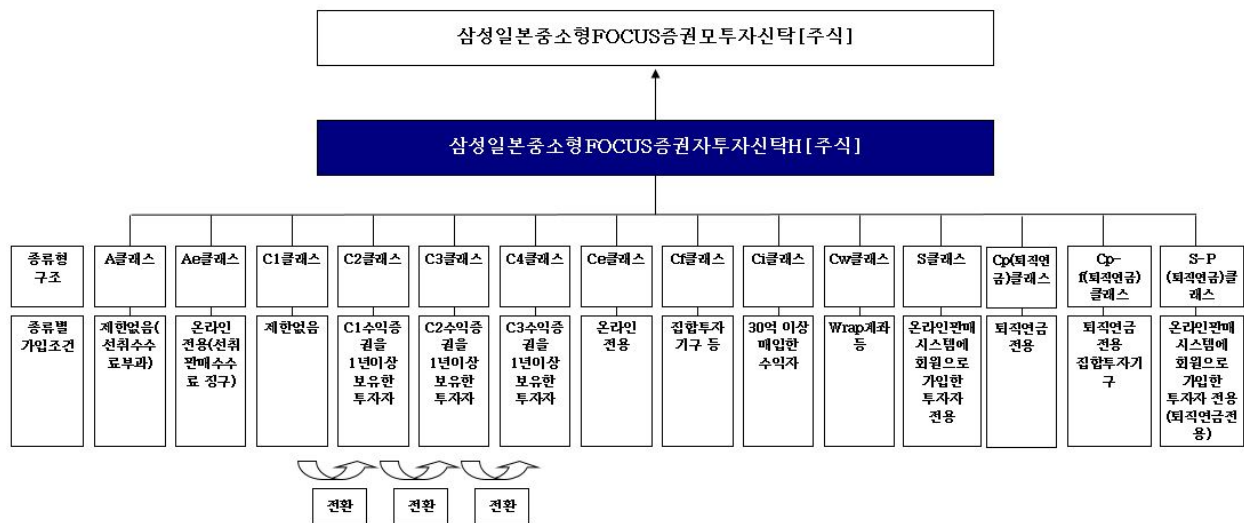 삼성일본중소형FOCUS증권모투자신탁[주식]
삼성일본중소형FOCUS증권자투자신탁H[주식]
종류형
구조
A클래스
Ae클래스
C1클래스
C2클래스
C3클래스
C4클래스
Ce클래스
Cf클래스
Ci클래스
Cw클래스
S클래스
Cp(퇴직연
금)클래스
Cp-
f(퇴직연금)
클래스
S-P
(퇴직연금)클
래스
종류별
가입조건
제한없음(
선취수수
료부과)
온라인
전용(선취
판매수수
료 징구)
제한없음
C1수익증
권을
1년이상
보유한
투자자
C2수익증
권을
1년이상
보유한
투자자
C3수익증
권을
1년이상
보유한
투자자
온라인
전용
집합투자
기구 등
30억 이상
매입한
수익자
Wrap계좌
등
온라인판매
시스템에
회원으로
가입한
투자자
전용
퇴직연금
전용
퇴직연금
전용
집합투자기
구
온라인판매
시스템에
회원으로
가입한
투자자 전용
(퇴직연금전
용)
전환
전환
전환